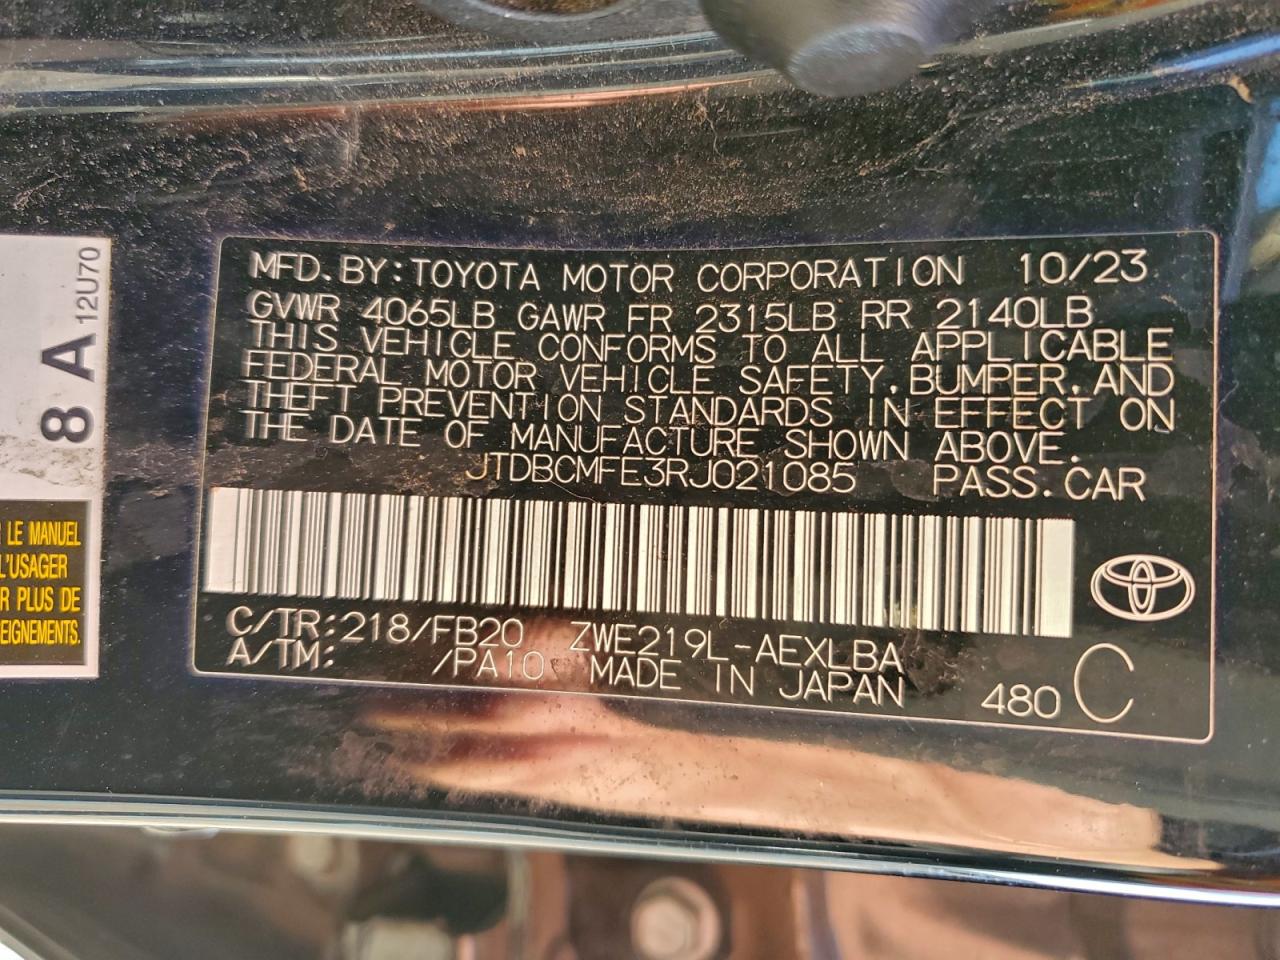 MFD.BY:TOYOTA MOTOR CORPORATION 10/23
GVWR 4065LB GAWR FR 2315LB RR 2140LB
THIS VEHICLE CONFORMS TO ALL APPLICABLE
FEDERAL MOTOR VEHICLE SAFETY,BUMPER,AND
THEFT PREVENTION STANDARDS IN EFFECT ON
THE DATE OF MANUFACTURE SHOWN ABOVE.
JTDBCMFE3RJ021085 PASS.CAR
C/TR:218/FB20 ZWE219L-AEXLBA
A/TM: /PA10 MADE IN JAPAN 480 C
8 A 12U70
LE MANUEL
L'USAGER
PLUS DE